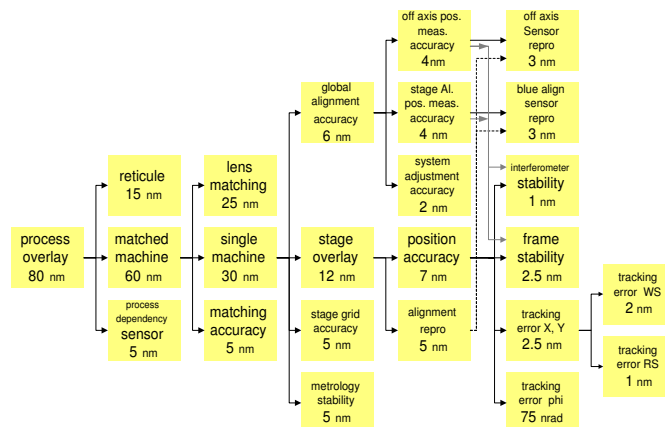 off axis pos.
meas.
accuracy
4nm
off axis
Sensor
repro
3 nm
global
alignment
accuracy
6 nm
stage Al.
pos. meas.
accuracy
4 nm
blue align
sensor
repro
3 nm
reticule
15 nm
lens
matching
25 nm
system
adjustment
accuracy
2 nm
interferometer
stability
1 nm
process
overlay
80 nm
matched
machine
60 nm
single
machine
30 nm
stage
overlay
12 nm
position
accuracy
7 nm
frame
stability
2.5 nm
process
dependency
sensor
5 nm
matching
accuracy
5 nm
stage grid
accuracy
5 nm
alignment
repro
5 nm
tracking
error X, Y
2.5 nm
tracking
error WS
2 nm
tracking
error RS
1 nm
metrology
stability
5 nm
tracking
error phi
75 nrad